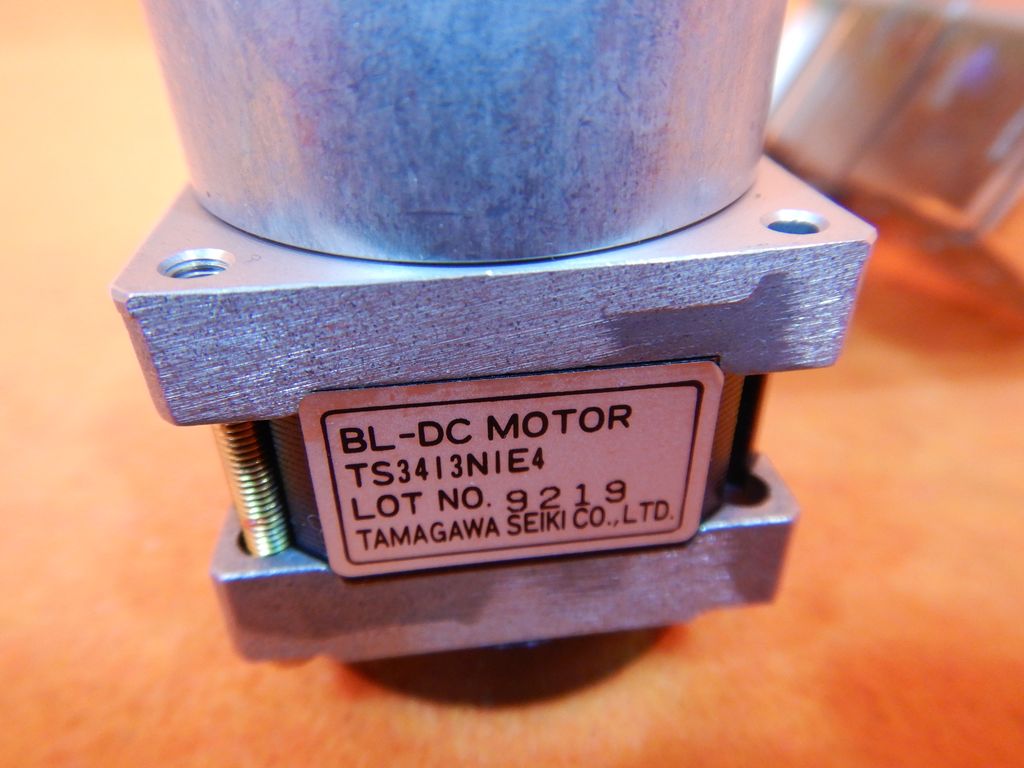 BL-DC MOTOR
TS3413N1E4
LOT NO. 9219
TAMAGAWA SEIKI CO., LTD.